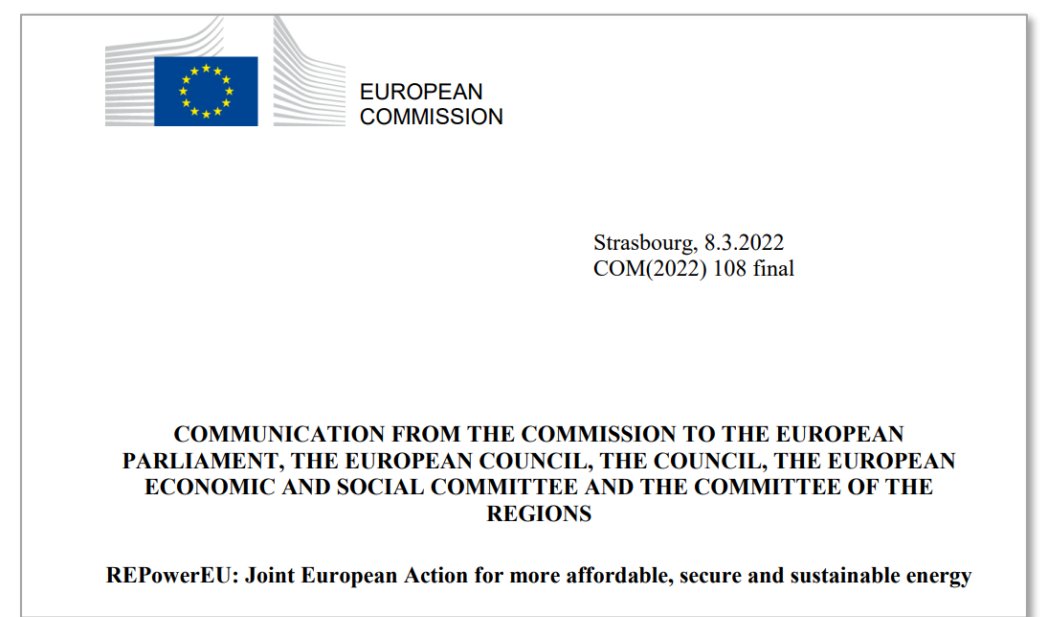 EUROPEAN
COMMISSION
Strasbourg, 8.3.2022
COM(2022) 108 final
COMMUNICATION FROM THE COMMISSION TO THE EUROPEAN
PARLIAMENT, THE EUROPEAN COUNCIL, THE COUNCIL, THE EUROPEAN
ECONOMIC AND SOCIAL COMMITTEE AND THE COMMITTEE OF THE
REGIONS
REPowerEU: Joint European Action for more affordable, secure and sustainable energy